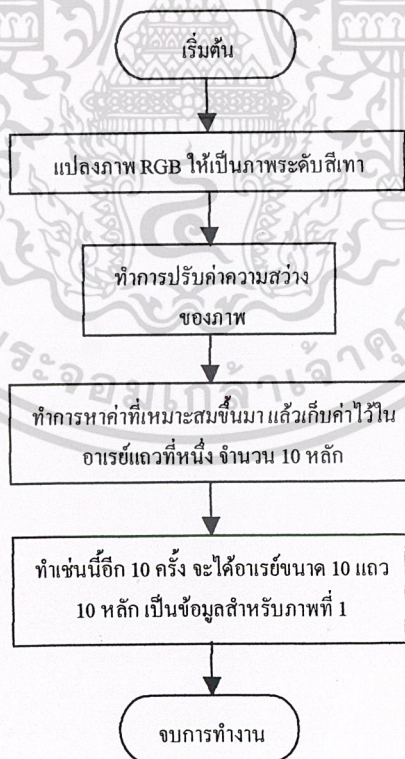 เริ่มต้น
แปลงภาพ RGB ให้เป็นภาพระดับสีเทา
ทำการปรับค่าความสว่าง
ของภาพ
ทำการหาค่าที่เหมาะสมขึ้นมา แล้วเก็บค่าไว้ใน
อาเรย์แถวที่หนึ่ง จำนวน 10 หลัก
ทำเช่นนี้อีก 10 ครั้ง จะได้อาเรย์ขนาด 10 แถว
10 หลัก เป็นข้อมูลสำหรับภาพที่ 1
จบการทำงาน